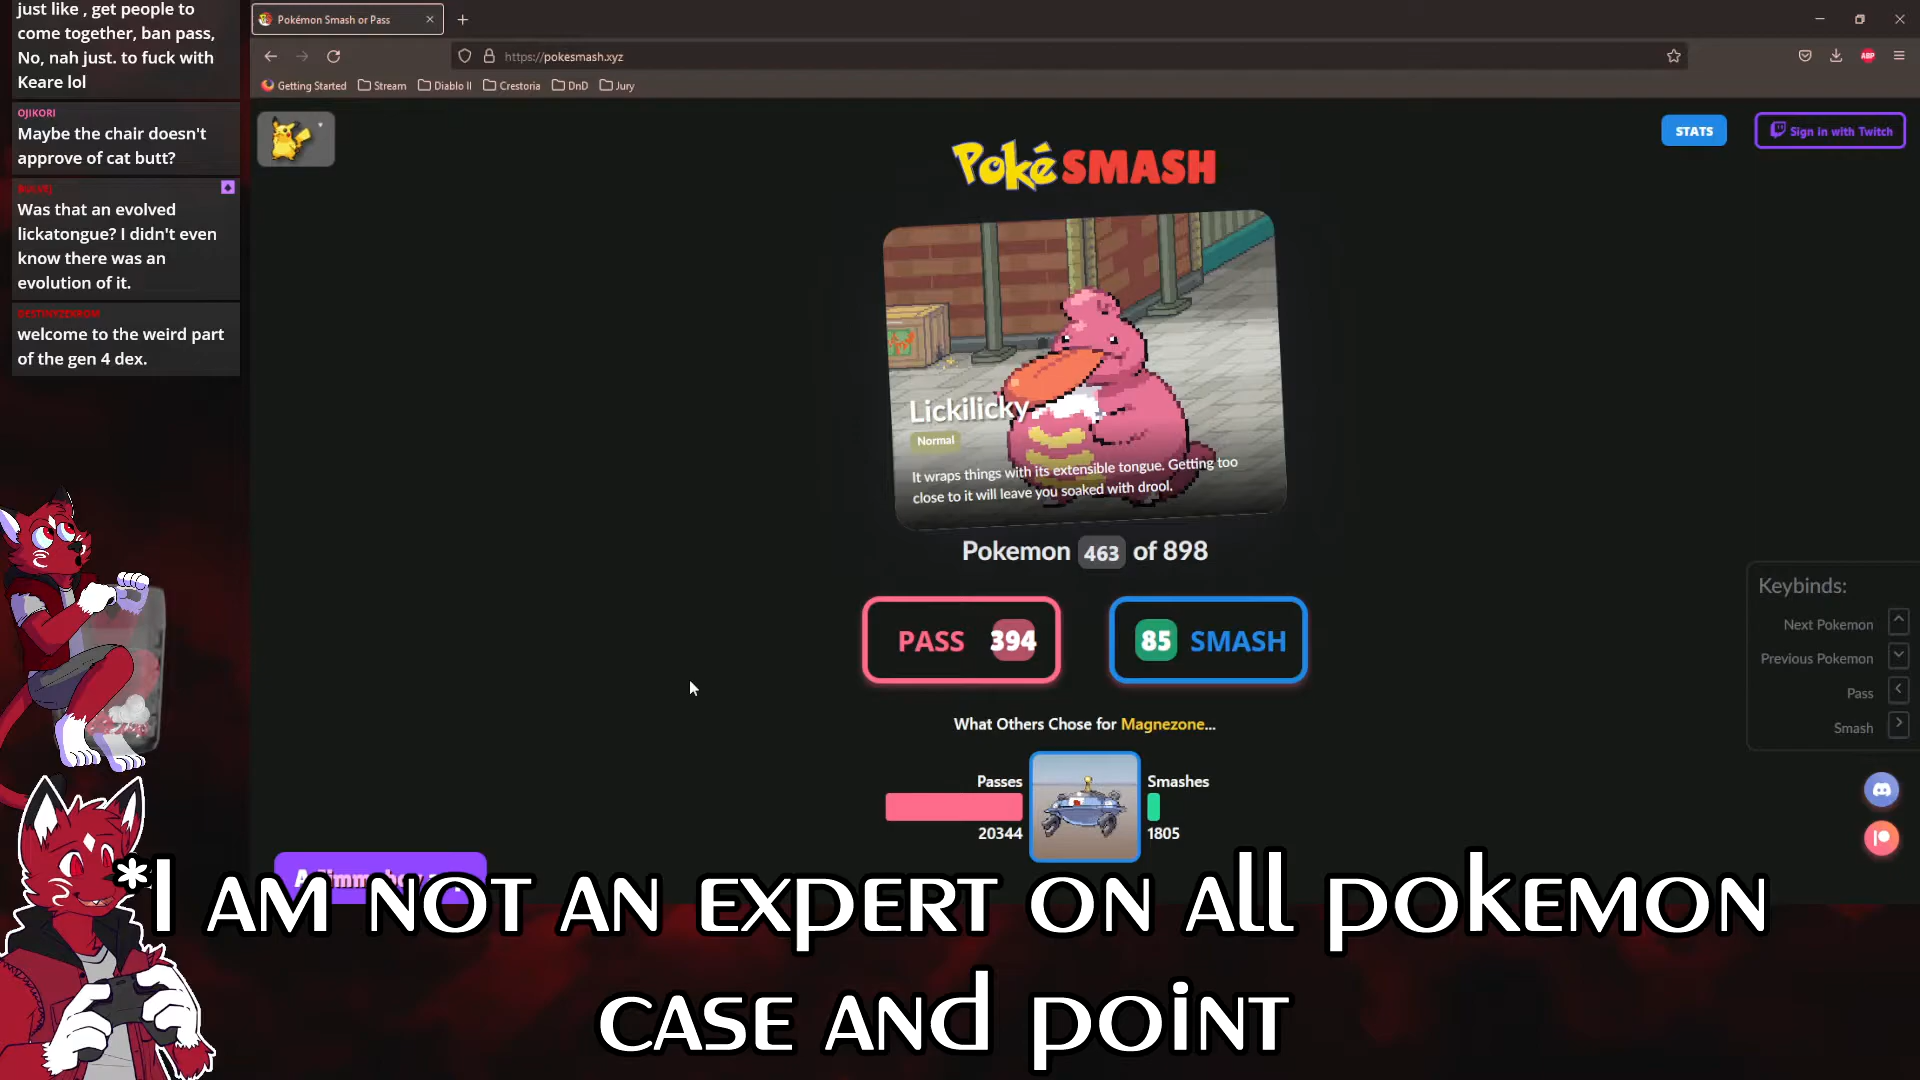 just like , get people to
come together, ban pass,
No, nah just. to fuck with
Keare lol
OJIKORI
Maybe the chair doesn't
approve of cat butt?
Was that an evolved
lickatongue? I didn't even
know there was an
evolution of it.
DESTINYZEKROM
welcome to the weird part
of the gen 4 dex.
Pokémon Smash or Pass
https://pokesmash.xyz
Getting Started
Stream
Diablo II
Crestoria
DnD
Jury
ABP
STATS
Sign in with Twitch
Poké SMASH
Lickilicky
Normal
It wraps things with its extensible tongue. Getting too
close to it will leave you soaked with drool.
Pokemon 463 of 898
PASS 394
85 SMASH
What Others Chose for Magnezone...
Passes
20344
Smashes
1805
Keybinds:
Next Pokemon
Previous Pokemon
Pass
Smash
*I AM NOT AN EXPERT ON ALL POKEMON
CASE AND POINT